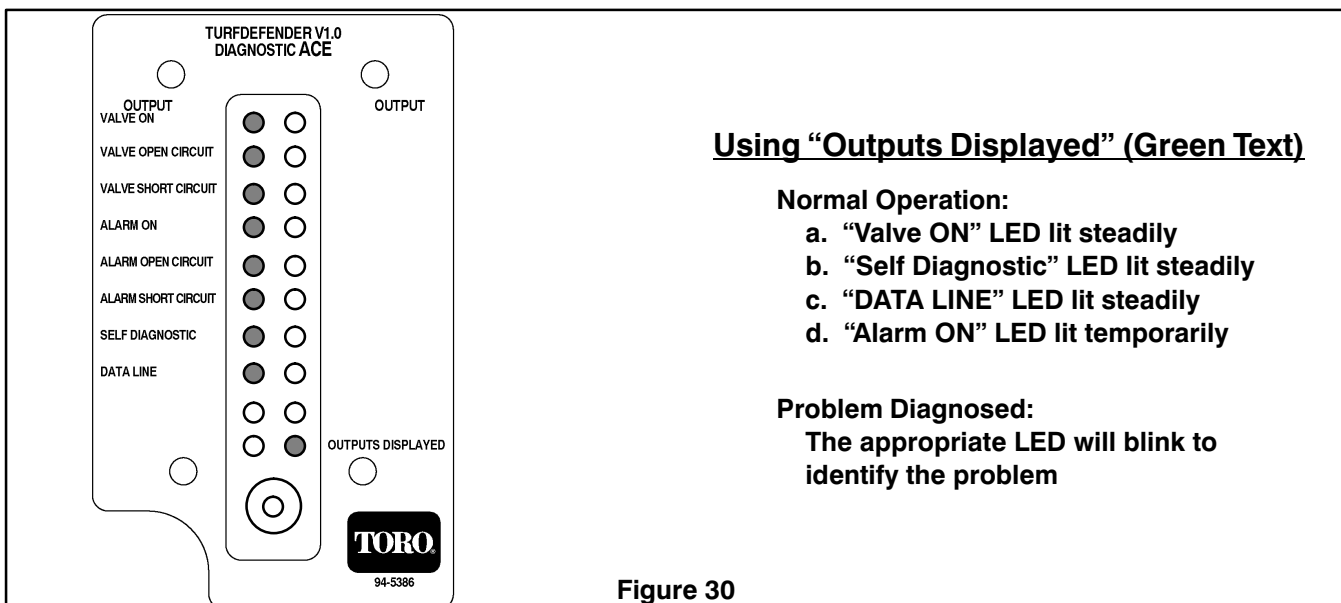 TURFDEFENDER V1.0
DIAGNOSTIC ACE
OUTPUT
OUTPUT
VALVE ON
VALVE OPEN CIRCUIT
VALVE SHORT CIRCUIT
ALARM ON
ALARM OPEN CIRCUIT
ALARM SHORT CIRCUIT
SELF DIAGNOSTIC
DATA LINE
OUTPUTS DISPLAYED
TORO®
94-5386
Using “Outputs Displayed” (Green Text)
Normal Operation:
a. “Valve ON” LED lit steadily
b. “Self Diagnostic” LED lit steadily
c. “DATA LINE” LED lit steadily
d. “Alarm ON” LED lit temporarily
Problem Diagnosed:
The appropriate LED will blink to
identify the problem
Figure 30